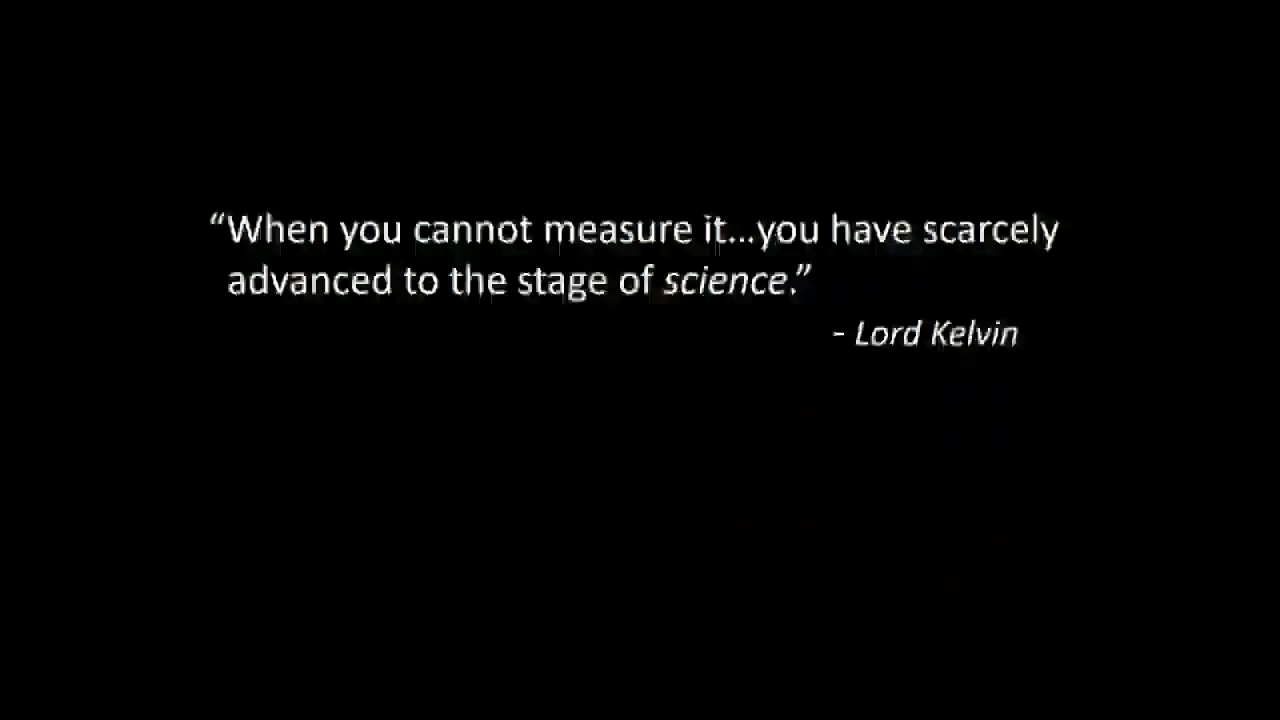 “When you cannot measure it...you have scarcely
advanced to the stage of science.”
- Lord Kelvin